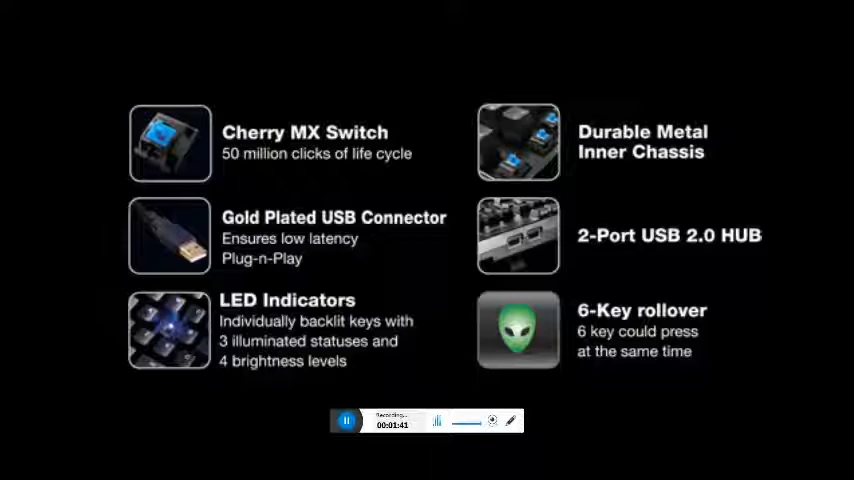 Cherry MX Switch
50 million clicks of life cycle
Durable Metal
Inner Chassis
Gold Plated USB Connector
Ensures low latency
Plug-n-Play
2-Port USB 2.0 HUB
LED Indicators
Individually backlit keys with
3 illuminated statuses and
4 brightness levels
6-Key rollover
6 key could press
at the same time
Recording...
00:01:41